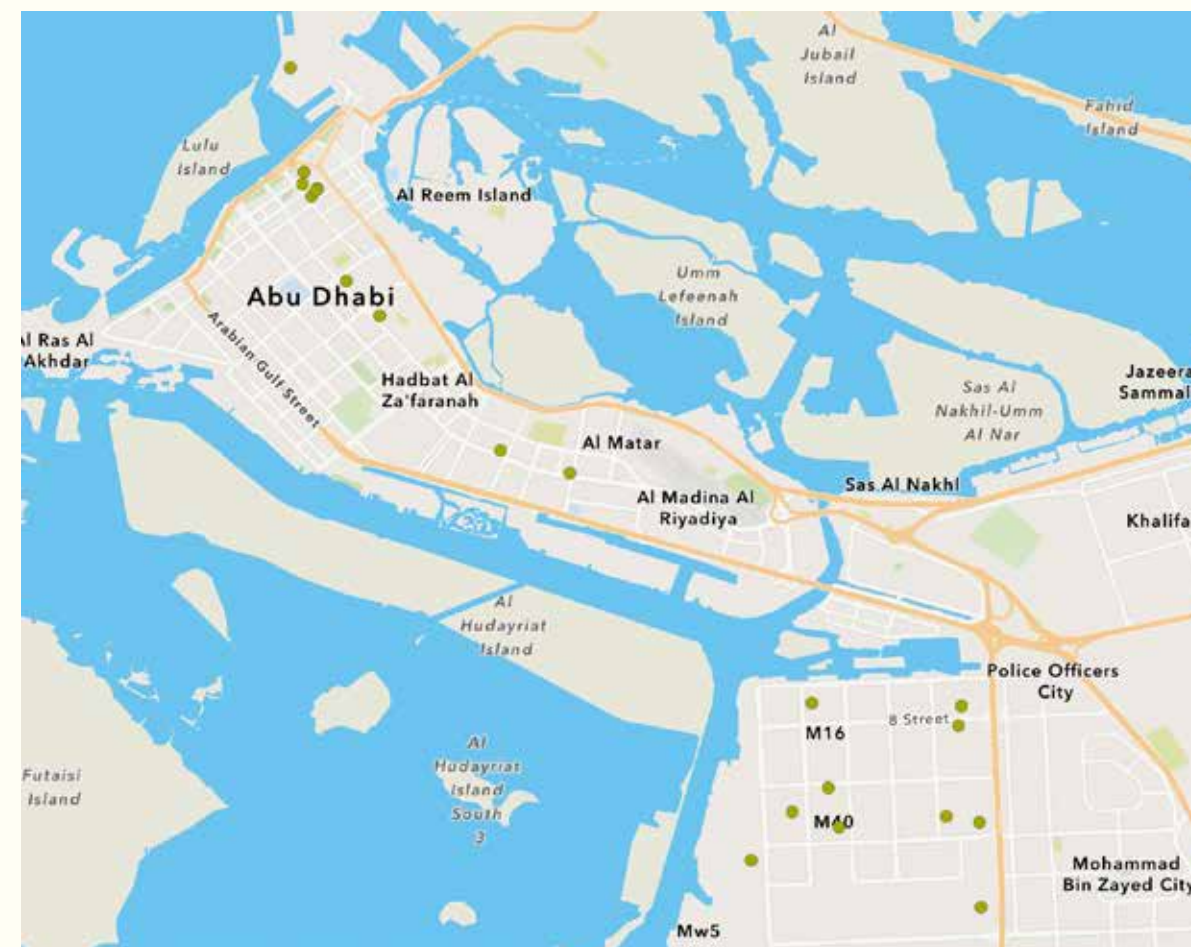 Al
Jubail
Island
Fahid
Island
Lulu
Island
Al Reem Island
Umm
Lefeenah
Island
Abu Dhabi
Arabian Gulf Street
Al Ras Al
Akhdar
Hadbat Al
Za'faranah
Jazeera
Sammal
Sas Al
Nakhil-Umm
Al Nar
Al Matar
Sas Al Nakhl
Al Madina Al
Riyadiya
Khalifa
Al
Hudayriat
Island
Police Officers
City
8 Street
M16
Al
Hudayriat
Island
South
3
Futaisi
Island
M40
Mohammad
Bin Zayed City
Mw5